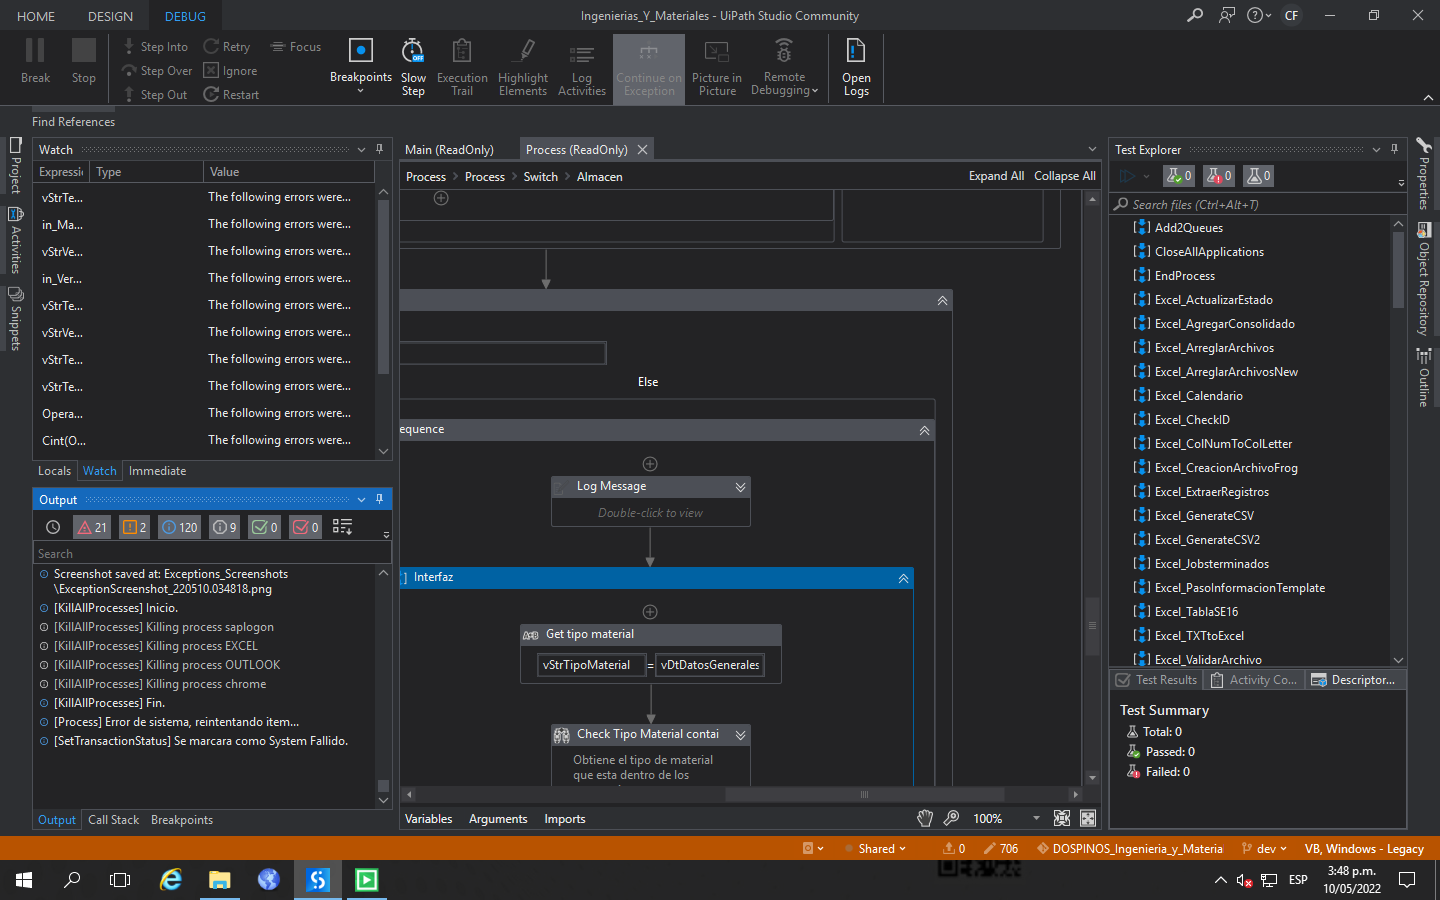 HOME DESIGN DEBUG
Ingenierias_Y_Materiales - UiPath Studio Community
CF
Break
Stop
Step Into
Step Over
Step Out
Retry
Ignore
Restart
Focus
Breakpoints
Slow Step
OFF
Execution Trail
Highlight Elements
Log Activities
Continue on Exception
Picture in Picture
Remote Debugging
Open Logs
Find References
Project
Activities
Snippets
Watch
Expressi Type Value
vStrTe... The following errors were...
in_Ma... The following errors were...
vStrVe... The following errors were...
in_Ver... The following errors were...
vStrTe... The following errors were...
vStrVe... The following errors were...
vStrTe... The following errors were...
vStrTe... The following errors were...
Opera... The following errors were...
Cint(O... The following errors were...
Locals Watch Immediate
Output
21 2 120 9 0 0
Search
Screenshot saved at: Exceptions_Screenshots
\ExceptionScreenshot_220510.034818.png
[KillAllProcesses] Inicio.
[KillAllProcesses] Killing process saplogon
[KillAllProcesses] Killing process EXCEL
[KillAllProcesses] Killing process OUTLOOK
[KillAllProcesses] Killing process chrome
[KillAllProcesses] Fin.
[Process] Error de sistema, reintentando item...
[SetTransactionStatus] Se marcara como System Fallido.
Output Call Stack Breakpoints
Main (ReadOnly) Process (ReadOnly)
Process > Process > Switch > Almacen
Expand All Collapse All
Else
equence
Log Message
Double-click to view
Interfaz
Get tipo material
vStrTipoMaterial = vDtDatosGenerales
Check Tipo Material contai
Obtiene el tipo de material
que esta dentro de los
Variables Arguments Imports
100%
Test Explorer
0 0 0
Search files (Ctrl+Alt+T)
Add2Queues
CloseAllApplications
EndProcess
Excel_ActualizarEstado
Excel_AgregarConsolidado
Excel_ArreglarArchivos
Excel_ArreglarArchivosNew
Excel_Calendario
Excel_CheckID
Excel_ColNumToColLetter
Excel_CreacionArchivoFrog
Excel_ExtraerRegistros
Excel_GenerateCSV
Excel_GenerateCSV2
Excel_Jobsterminados
Excel_PasoInformacionTemplate
Excel_TablaSE16
Excel_TXTtoExcel
Excel_ValidarArchivo
Test Results Activity Co... Descriptor...
Test Summary
Total: 0
Passed: 0
Failed: 0
Properties
Object Repository
Outline
Shared 0 706 DOSPINOS_Ingenieria_y_Materia dev VB, Windows - Legacy
ESP
3:48 p.m.
10/05/2022